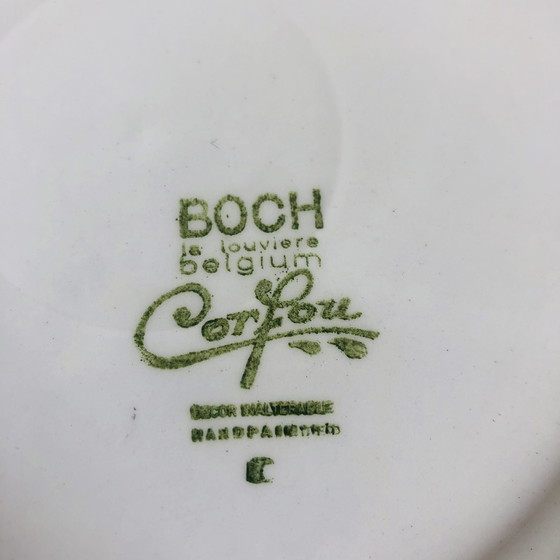 BOCH
la louviere
belgium
Corfou
DECOR INALTERABLE
HANDPAINTED